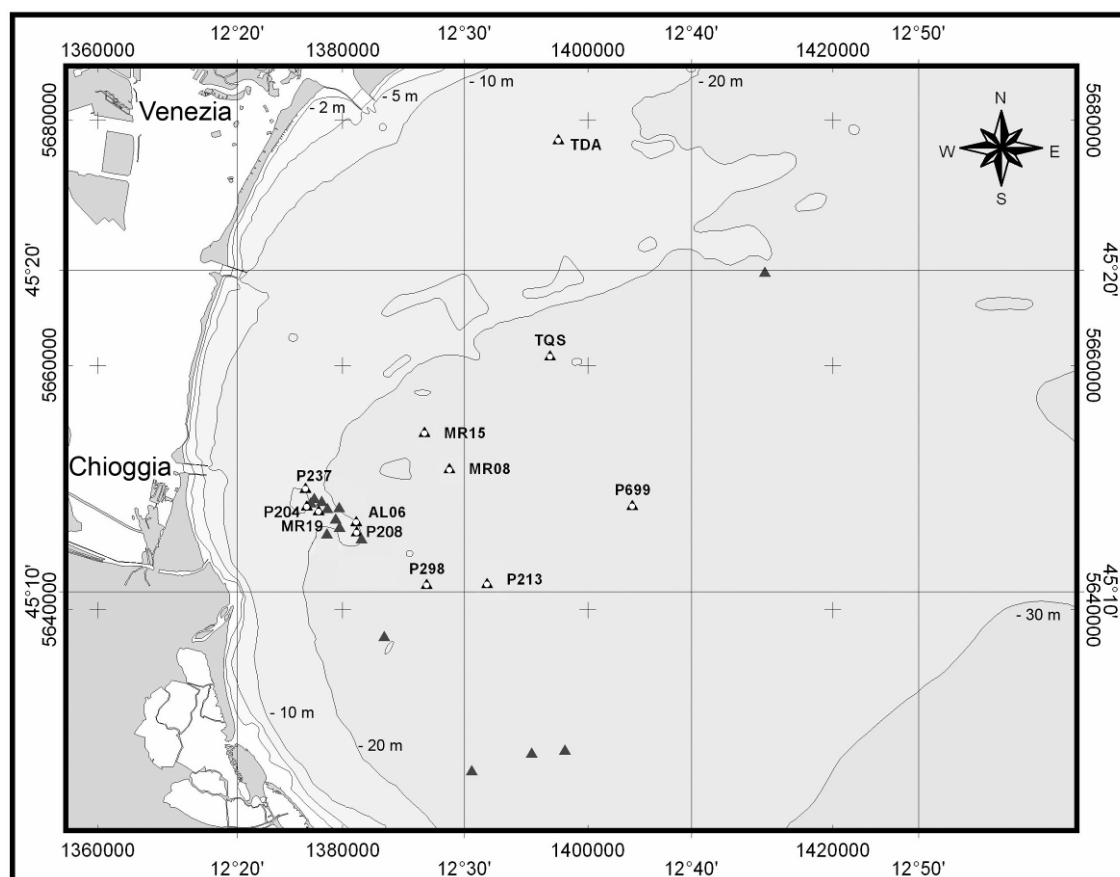 12°20' 12°30' 12°40' 12°50'
1360000 1380000 1400000 1420000
- 2 m - 5 m - 10 m - 20 m
Venezia
5680000 5680000
TDA
N
W E
S
45°20' 45°20'
TQS
5660000 5660000
MR15
Chioggia
MR08
P237
P699
P204 AL06
MR19 P208
P298 P213
45°10' 45°10'
5640000 5640000
- 30 m
- 10 m
- 20 m
1360000 1380000 1400000 1420000
12°20' 12°30' 12°40' 12°50'